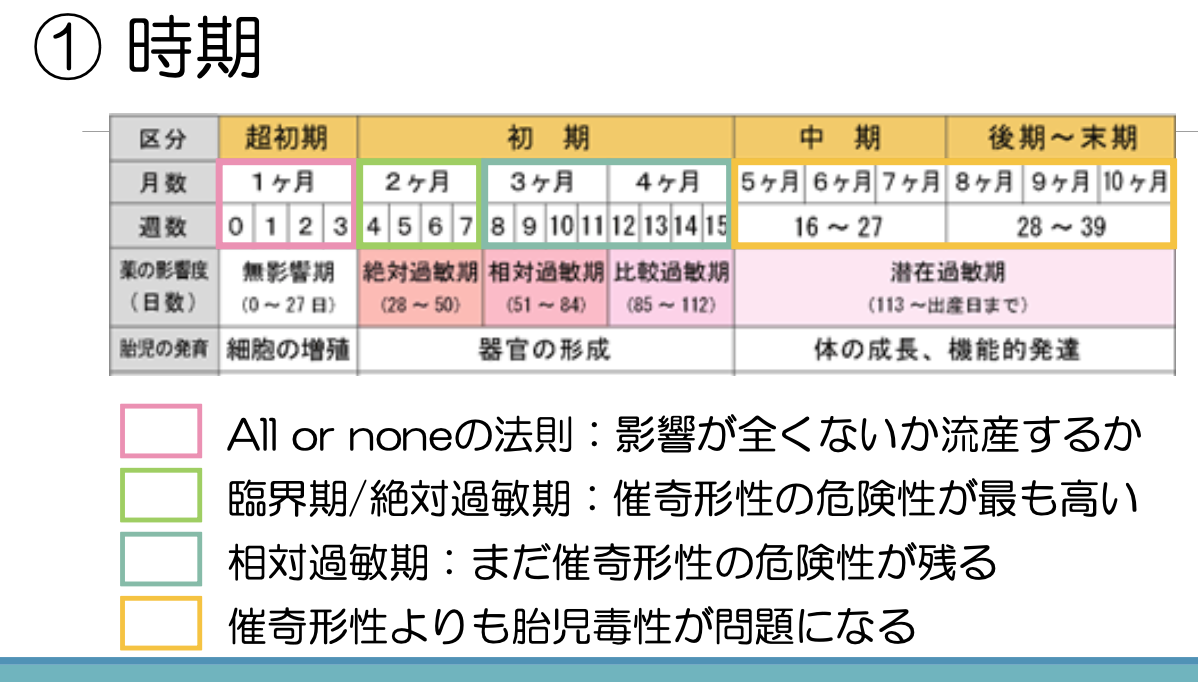 ① 時期
区分 超初期 初 期 中 期 後期～末期
月数 1ヶ月 2ヶ月 3ヶ月 4ヶ月 5ヶ月 6ヶ月 7ヶ月 8ヶ月 9ヶ月 10ヶ月
週数 0 1 2 3 4 5 6 7 8 9 10 11 12 13 14 15 16～27 28～39
薬の影響度 無影響期 絶対過敏期 相対過敏期 比較過敏期 潜在過敏期
（日数） （0～27日） （28～50） （51～84） （85～112） （113～出産日まで）
胎児の発育 細胞の増殖 器官の形成 体の成長、機能的発達
All or noneの法則：影響が全くないか流産するか
臨界期/絶対過敏期：催奇形性の危険性が最も高い
相対過敏期：まだ催奇形性の危険性が残る
催奇形性よりも胎児毒性が問題になる